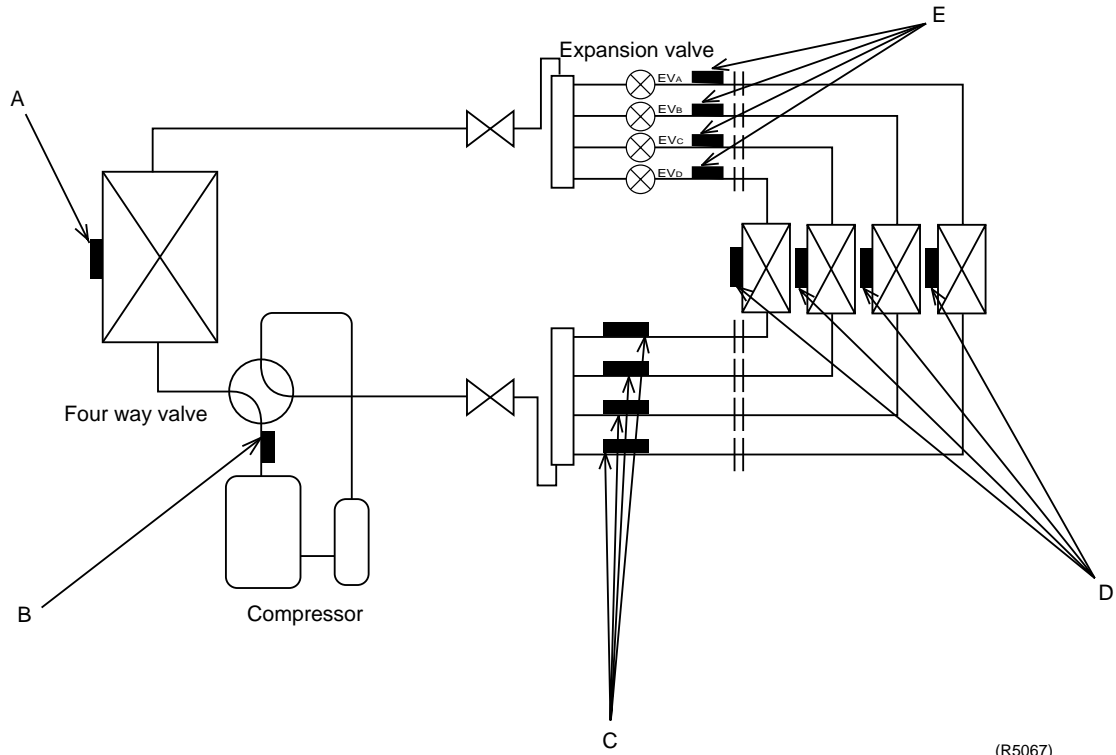 E
Expansion valve
A
EVA
EVB
EVC
EVD
Four way valve
B
Compressor
D
C
(R5067)